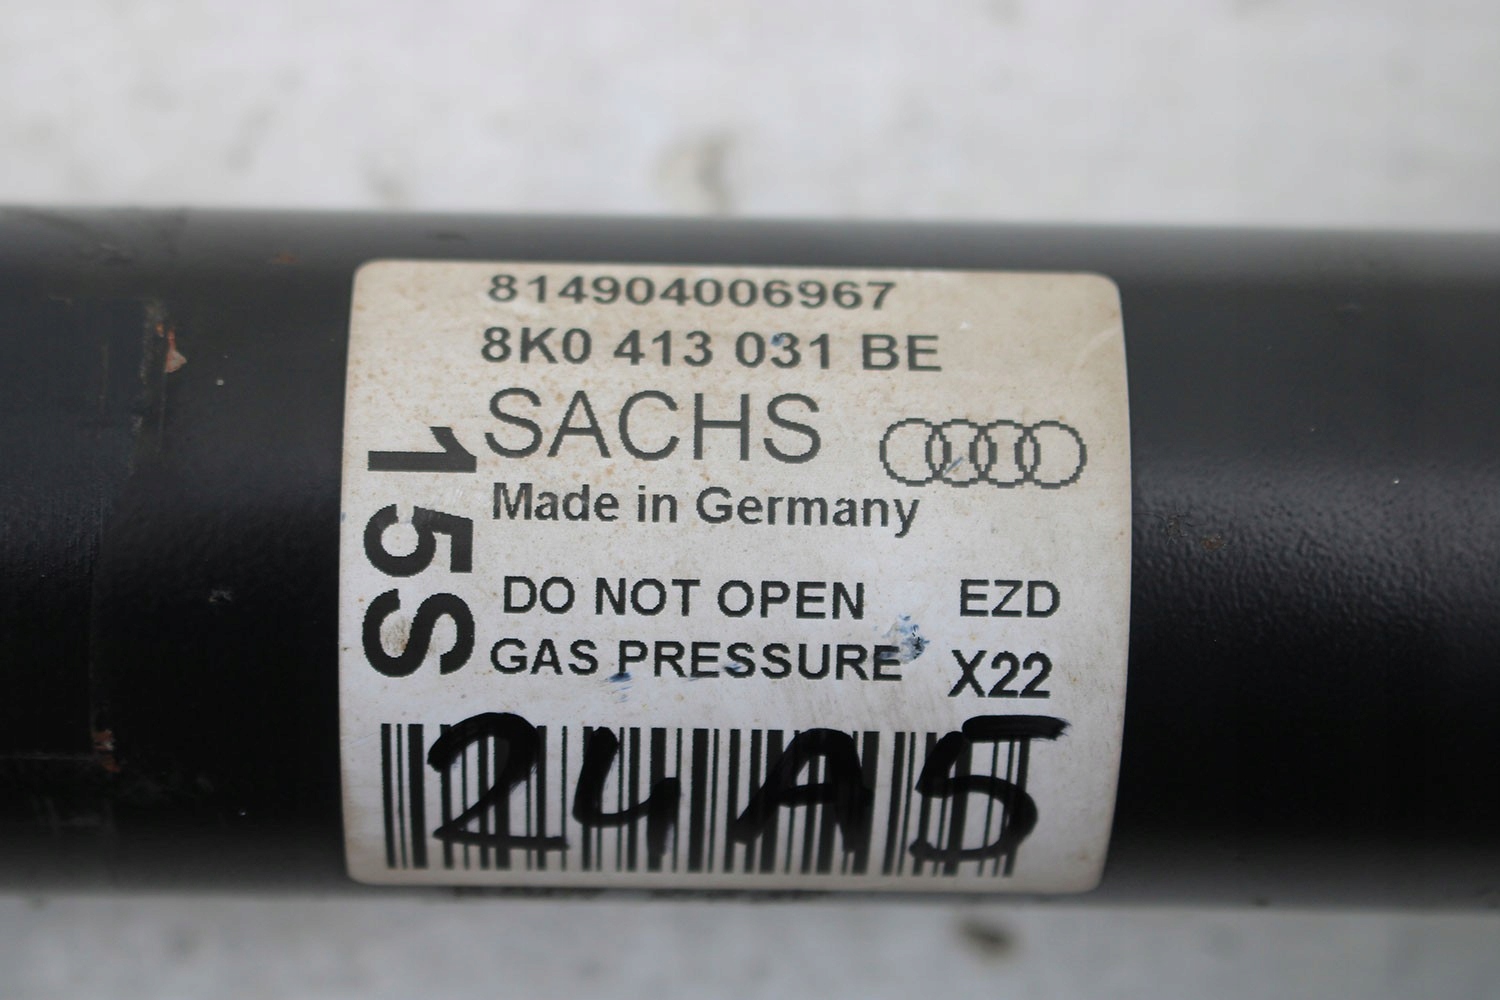 814904006967
8K0 413 031 BE
SACHS
Made in Germany
15S
DO NOT OPEN EZD
GAS PRESSURE X22
24A5